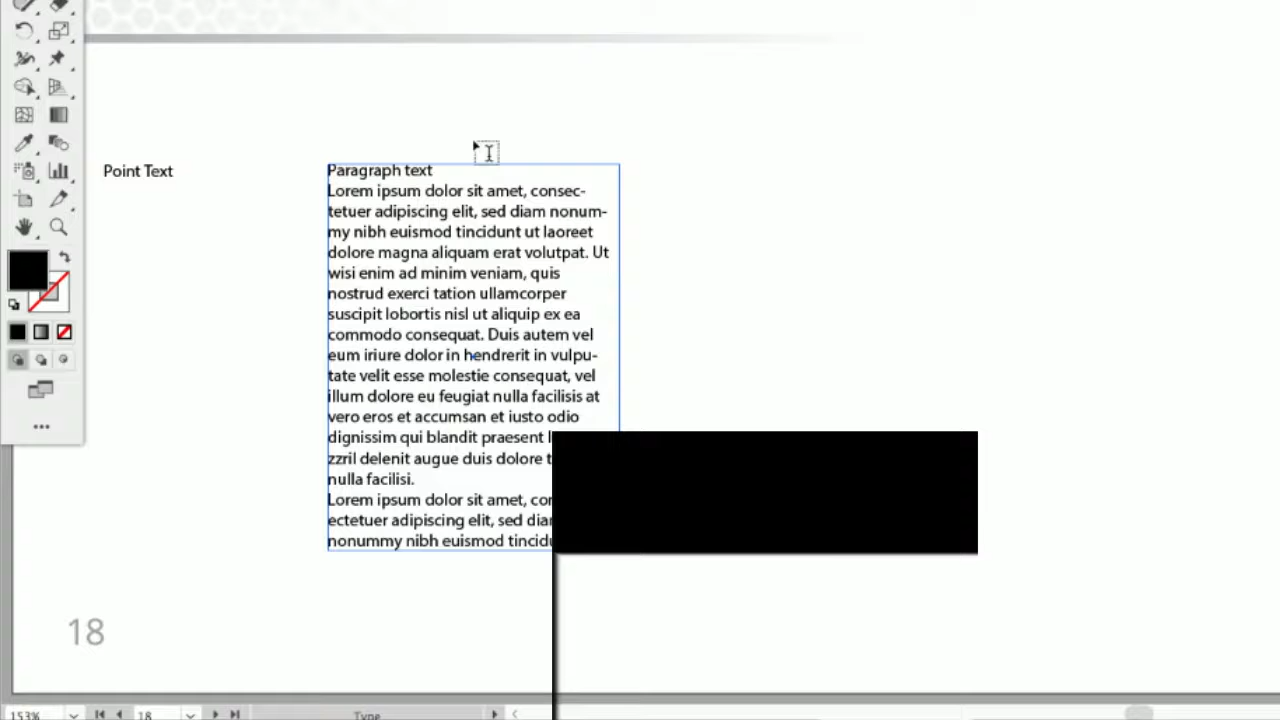 Point Text
Paragraph text
Lorem ipsum dolor sit amet, consec-
tetuer adipiscing elit, sed diam nonum-
my nibh euismod tincidunt ut laoreet
dolore magna aliquam erat volutpat. Ut
wisi enim ad minim veniam, quis
nostrud exerci tation ullamcorper
suscipit lobortis nisl ut aliquip ex ea
commodo consequat. Duis autem vel
eum iriure dolor in hendrerit in vulpu-
tate velit esse molestie consequat, vel
illum dolore eu feugiat nulla facilisis at
vero eros et accumsan et iusto odio
dignissim qui blandit praesent
zzril delenit augue duis dolore
nulla facilisi.
Lorem ipsum dolor sit amet,
ectetuer adipiscing elit, sed
nonummy nibh euismod
18
153%
18
Type